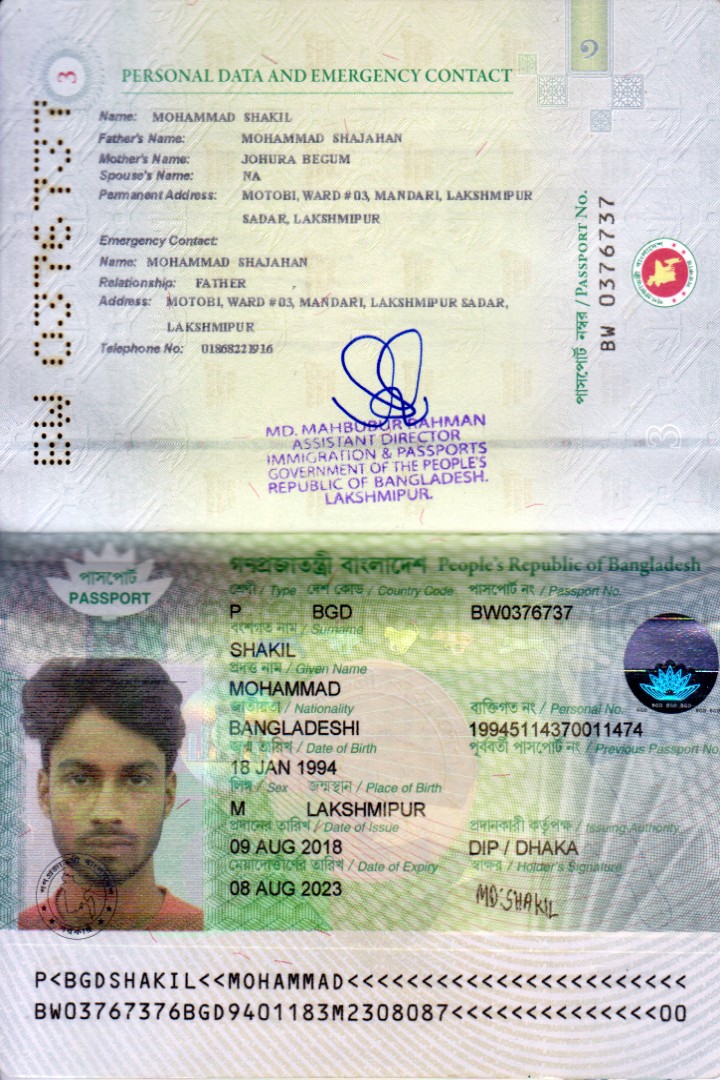 ১
3
PERSONAL DATA AND EMERGENCY CONTACT
Name: MOHAMMAD SHAKIL
Father's Name: MOHAMMAD SHAJAHAN
Mother's Name: JOHURA BEGUM
Spouse's Name: NA
Permanent Address: MOTOBI, WARD # 03, MANDARI, LAKSHMIPUR
SADAR, LAKSHMIPUR
Emergency Contact:
Name: MOHAMMAD SHAJAHAN
Relationship: FATHER
Address: MOTOBI, WARD # 03, MANDARI, LAKSHMIPUR SADAR,
LAKSHMIPUR
Telephone No: 01868221916
পাসপোর্ট নম্বর / PASSPORT No.
BW 0376737
BW 0376737
MD. MAHBUBUR RAHMAN
ASSISTANT DIRECTOR
IMMIGRATION & PASSPORTS
GOVERNMENT OF THE PEOPLE'S
REPUBLIC OF BANGLADESH.
LAKSHMIPUR.
গণপ্রজাতন্ত্রী বাংলাদেশ People's Republic of Bangladesh
পাসপোর্ট
PASSPORT
শ্রেণী / Type দেশ কোড / Country Code পাসপোর্ট নং / Passport No.
P BGD BW0376737
বংশগত নাম / Surname
SHAKIL
প্রদত্ত নাম / Given Name
MOHAMMAD
জাতীয়তা / Nationality ব্যক্তিগত নং / Personal No.
BANGLADESHI 19945114370011474
জন্ম তারিখ / Date of Birth পূর্ববর্তী পাসপোর্ট নং / Previous Passport No.
18 JAN 1994
লিঙ্গ / Sex জন্মস্থান / Place of Birth
M LAKSHMIPUR
প্রদানের তারিখ / Date of Issue প্রদানকারী কর্তৃপক্ষ / Issuing Authority
09 AUG 2018 DIP / DHAKA
মেয়াদোত্তীর্ণের তারিখ / Date of Expiry স্বাক্ষর / Holder's Signature
08 AUG 2023 MD: SHAKIL
P<BGDSHAKIL<<MOHAMMAD<<<<<<<<<<<<<<<<<<<<<<<
BW03767376BGD9401183M2308087<<<<<<<<<<<<<<00